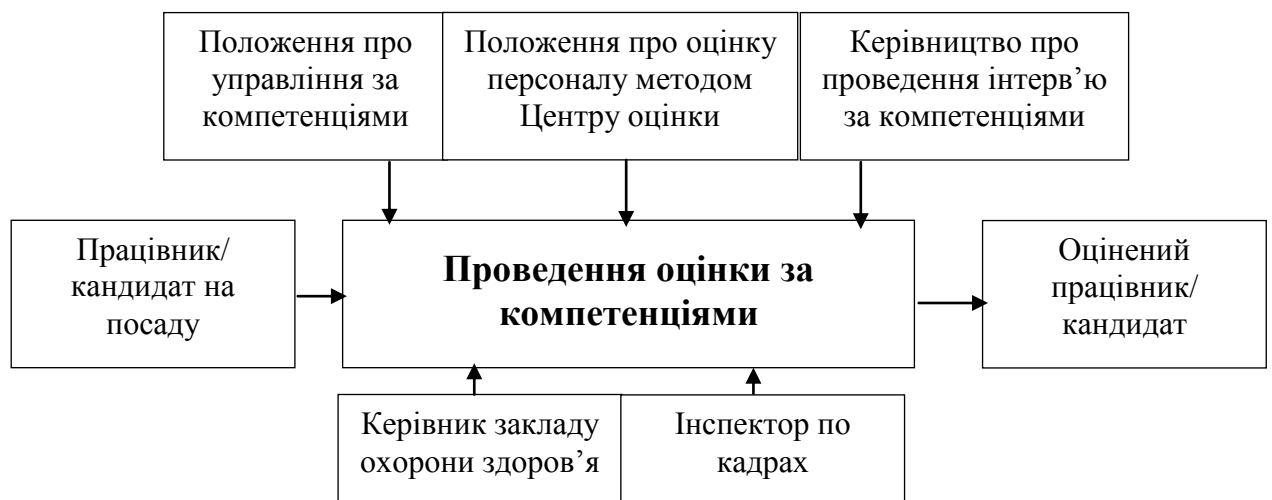 Положення про
управління за
компетенціями
Положення про оцінку
персоналу методом
Центру оцінки
Керівництво про
проведення інтерв’ю
за компетенціями
Працівник/
кандидат на
посаду
Проведення оцінки за
компетенціями
Оцінений
працівник/
кандидат
Керівник закладу
охорони здоров’я
Інспектор по
кадрах